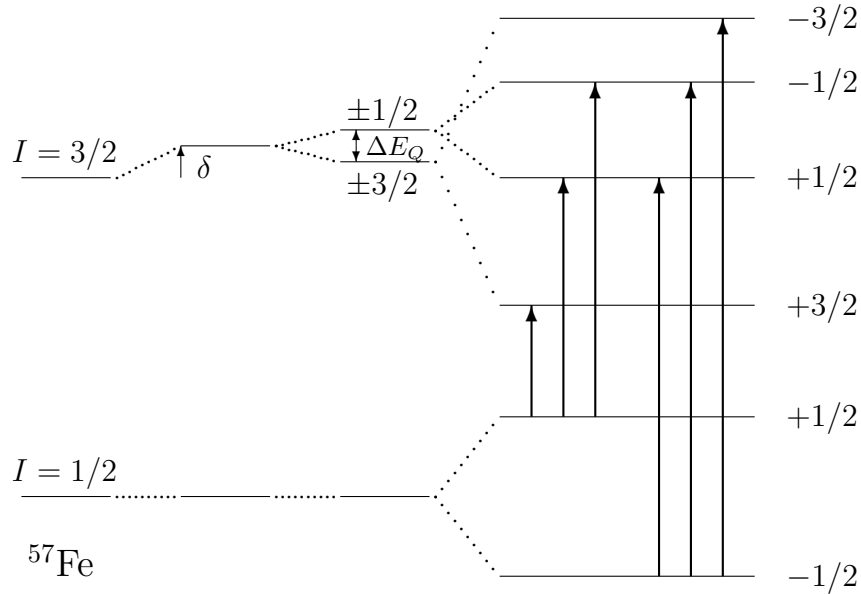 −3/2
−1/2
±1/2
I = 3/2
δ
ΔE_Q
±3/2
+1/2
+3/2
+1/2
I = 1/2
⁵⁷Fe
−1/2